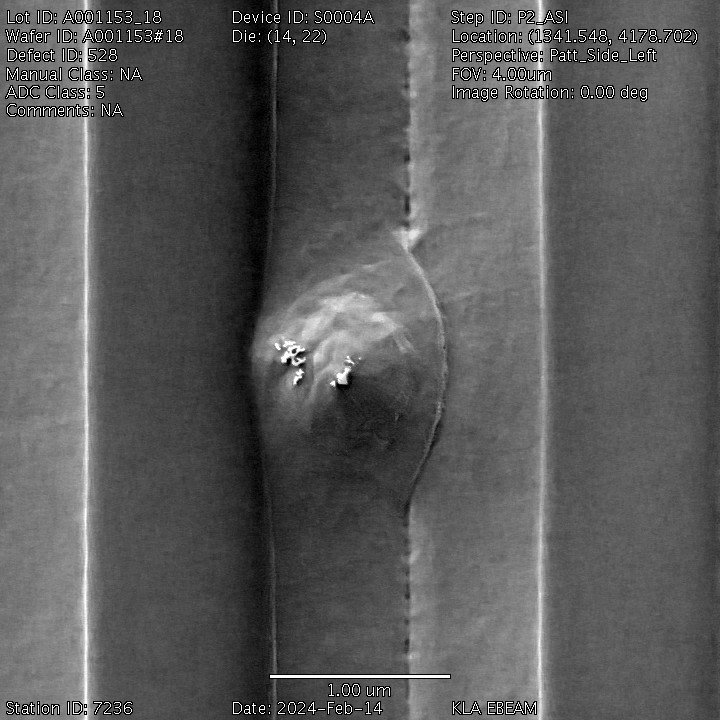 Lot ID: A001153_18
Device ID: S0004A
Step ID: P2_ASI
Wafer ID: A001153#18
Die: (14, 22)
Location: (1341.548, 4178.702)
Defect ID: 528
Perspective: Patt_Side_Left
Manual Class: NA
FOV: 4.00um
ADC Class: 5
Image Rotation: 0.00 deg
Comments: NA
1.00 um
Station ID: 7236
Date: 2024-Feb-14
KLA EBEAM